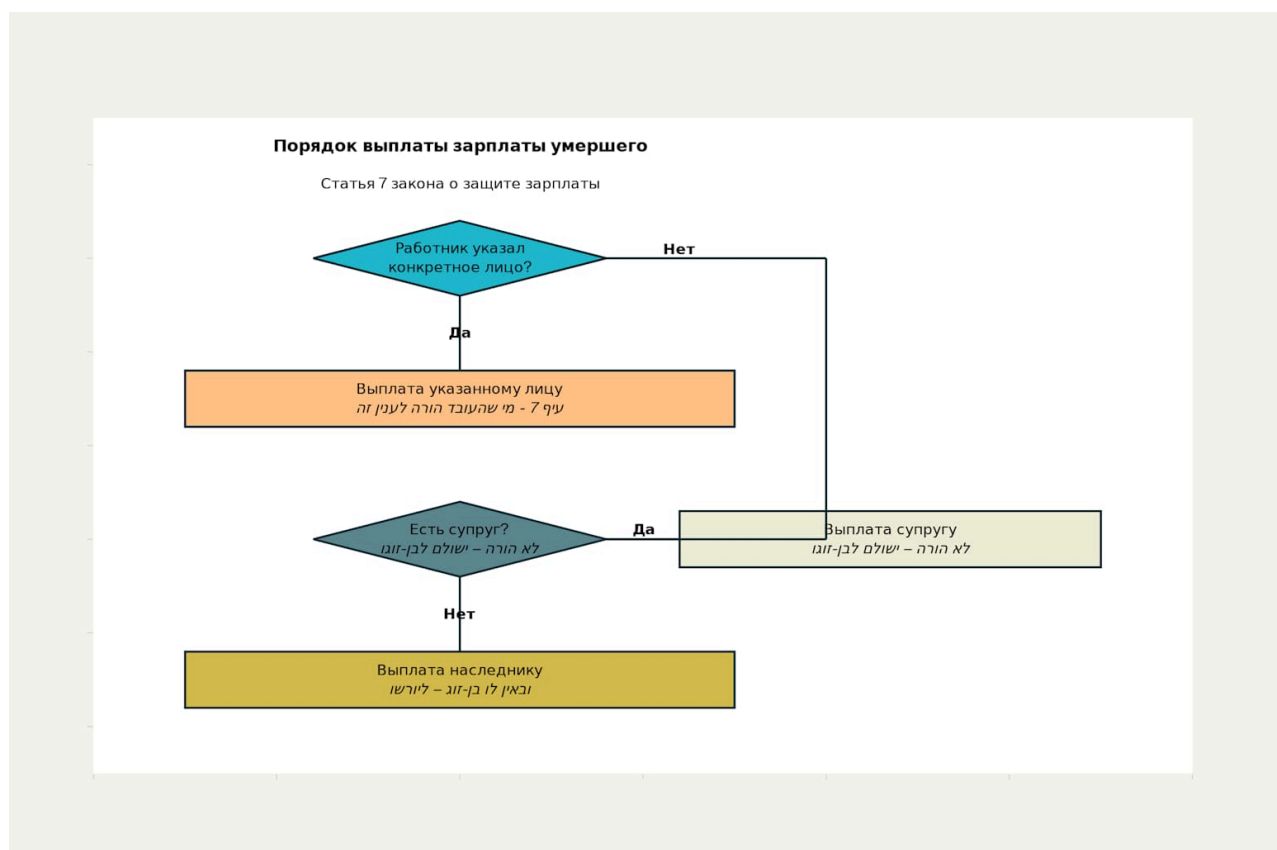 Порядок выплаты зарплаты умершего
Статья 7 закона о защите зарплаты
Работник указал
конкретное лицо?
Нет
Да
Выплата указанному лицу
עיף 7 - מי שהעובד הורה לענין זה
Есть супруг?
לא הורה – ישולם לבן-זוגו
Да
Выплата супругу
לא הורה – ישולם לבן-זוגו
Нет
Выплата наследнику
ובאין לו בן-זוג – ליורשו